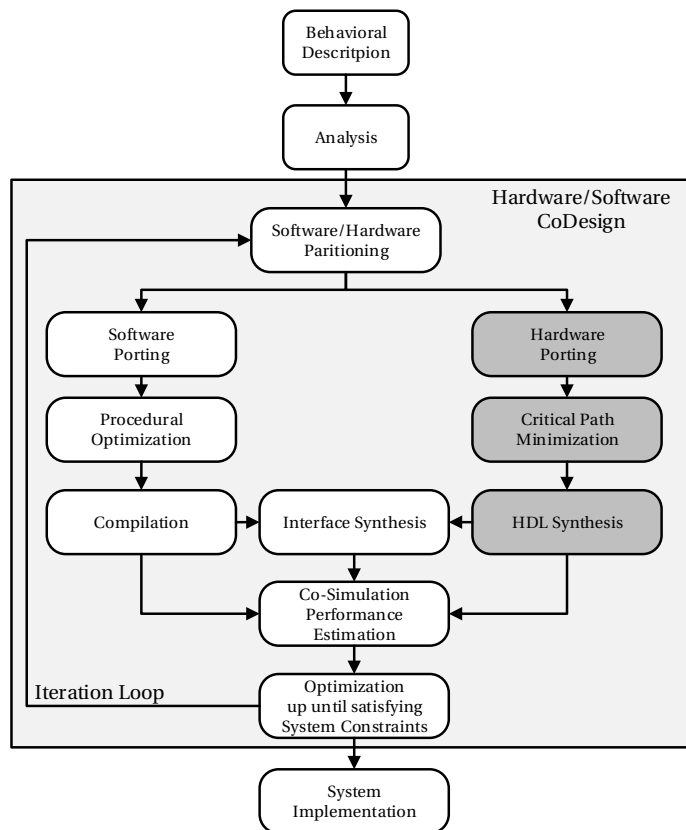 Behavioral
Descritpion
Analysis
Hardware/Software
CoDesign
Software/Hardware
Paritioning
Software
Porting
Hardware
Porting
Procedural
Optimization
Critical Path
Minimization
Compilation
Interface Synthesis
HDL Synthesis
Co-Simulation
Performance
Estimation
Iteration Loop
Optimization
up until satisfying
System Constraints
System
Implementation